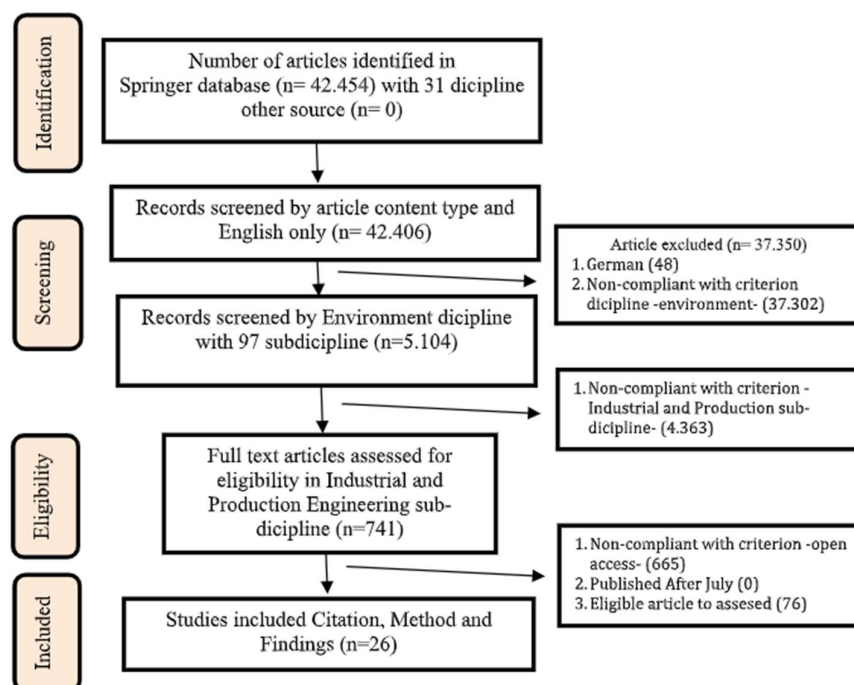 Identification
Number of articles identified in
Springer database (n= 42.454) with 31 dicipline
other source (n= 0)
Screening
Records screened by article content type and
English only (n= 42.406)
Article excluded (n= 37.350)
1. German (48)
2. Non-compliant with criterion
dicipline -environment- (37.302)
Records screened by Environment dicipline
with 97 subdicipline (n=5.104)
1. Non-compliant with criterion -
Industrial and Production sub-
dicipline- (4.363)
Eligibility
Full text articles assessed for
eligibility in Industrial and
Production Engineering sub-
dicipline (n=741)
1. Non-compliant with criterion -open
access- (665)
2. Published After July (0)
3. Eligible article to assesed (76)
Included
Studies included Citation, Method and
Findings (n=26)